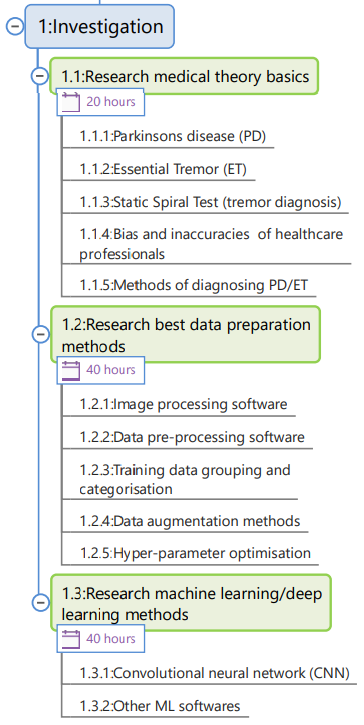 1:Investigation
1.1:Research medical theory basics
20 hours
1.1.1:Parkinsons disease (PD)
1.1.2:Essential Tremor (ET)
1.1.3:Static Spiral Test (tremor diagnosis)
1.1.4:Bias and inaccuracies of healthcare
professionals
1.1.5:Methods of diagnosing PD/ET
1.2:Research best data preparation
methods
40 hours
1.2.1:Image processing software
1.2.2:Data pre-processing software
1.2.3:Training data grouping and
categorisation
1.2.4:Data augmentation methods
1.2.5:Hyper-parameter optimisation
1.3:Research machine learning/deep
learning methods
40 hours
1.3.1:Convolutional neural network (CNN)
1.3.2:Other ML softwares